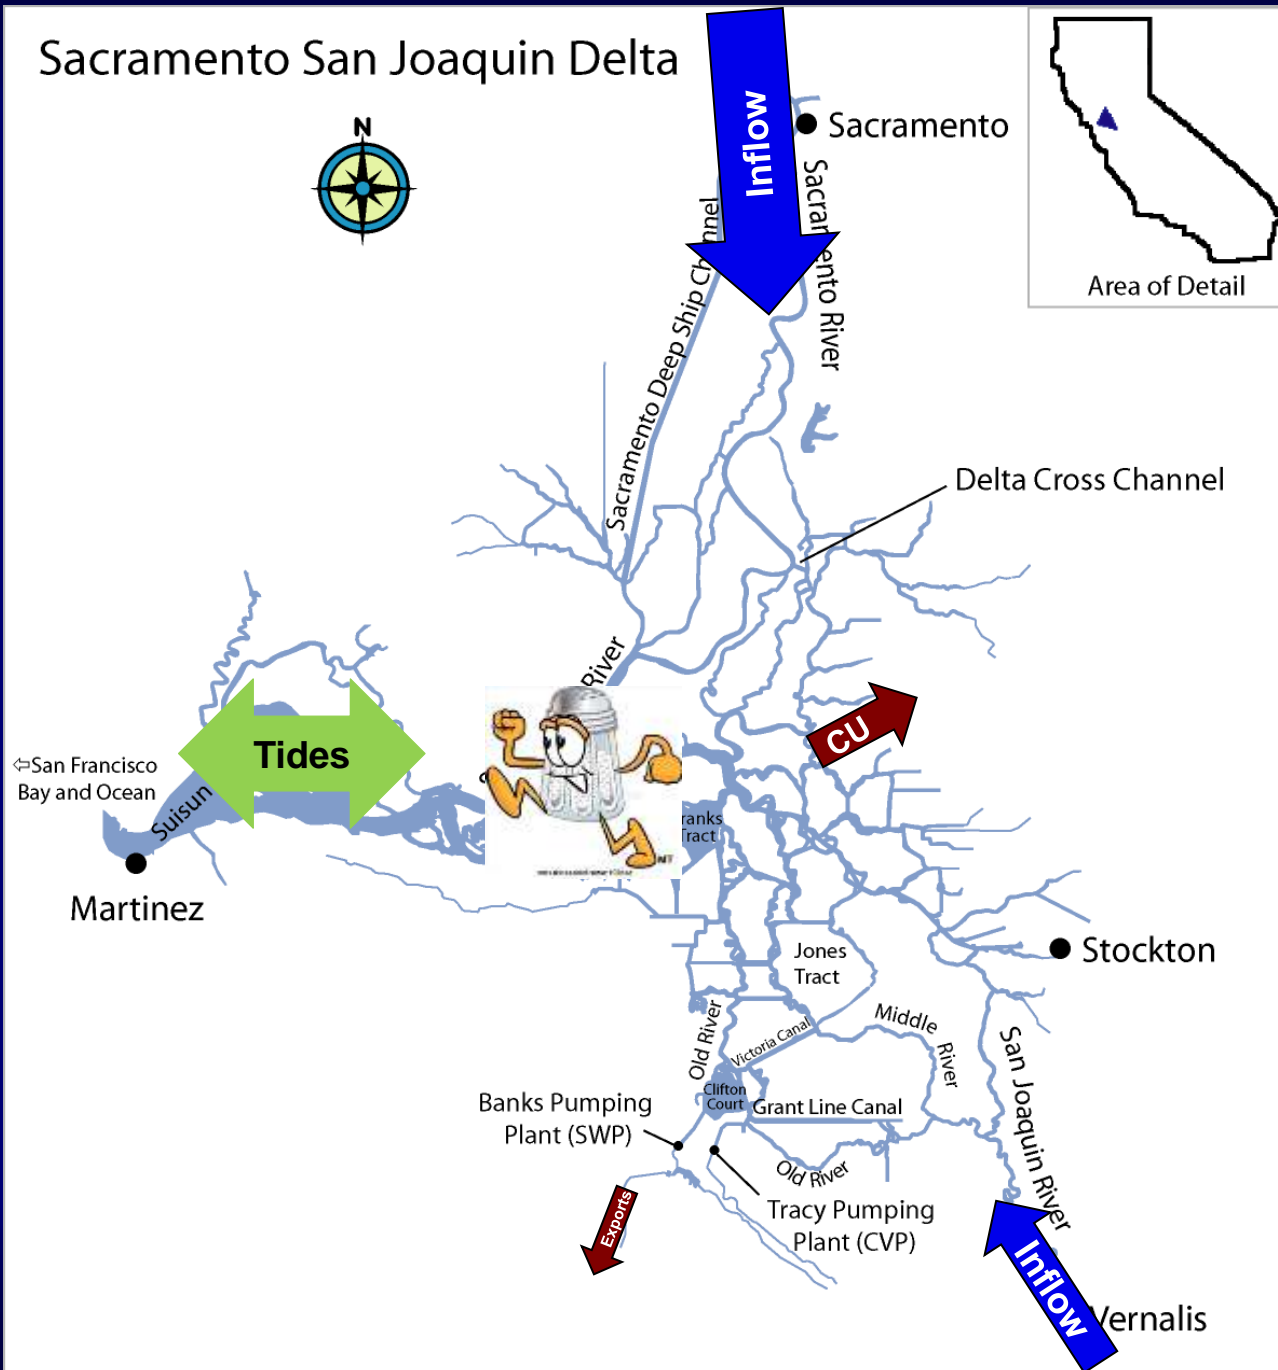 Sacramento San Joaquin Delta
N
Inflow
Sacramento
Area of Detail
Sacramento River
Sacramento Deep Ship Channel
Delta Cross Channel
River
CU
Tides
⇦San Francisco
Bay and Ocean
Suisun
Martinez
ranks
Tract
Stockton
Jones
Tract
Middle
River
Old River
Victoria Canal
San Joaquin River
Clifton
Court
Grant Line Canal
Banks Pumping
Plant (SWP)
Old River
Tracy Pumping
Plant (CVP)
Exports
Inflow
Vernalis